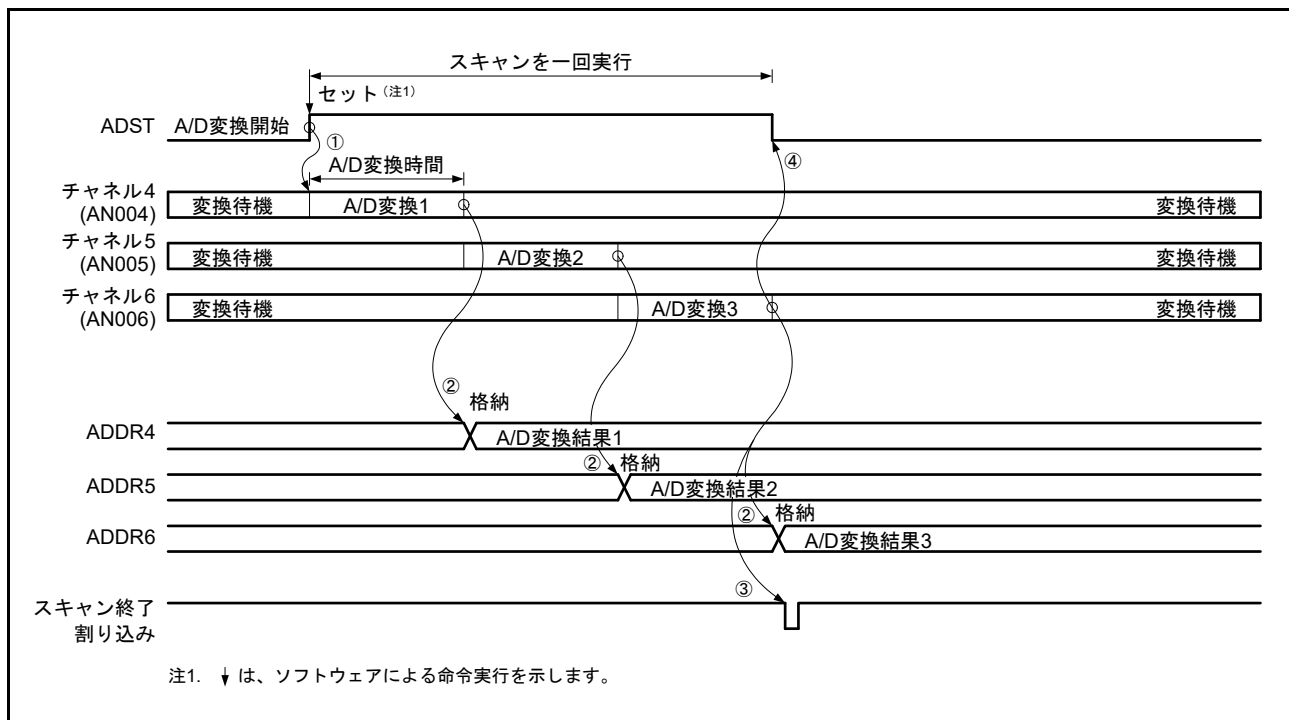 スキャンを一回実行
セット(注1)
ADST A/D変換開始
① ④
A/D変換時間
チャネル4
(AN004)
変換待機 A/D変換1 変換待機
チャネル5
(AN005)
変換待機 A/D変換2 変換待機
チャネル6
(AN006)
変換待機 A/D変換3 変換待機
② 格納
ADDR4 A/D変換結果1
② 格納
ADDR5 A/D変換結果2
② 格納
ADDR6 A/D変換結果3
③
スキャン終了
割り込み
注1. ↓ は、ソフトウェアによる命令実行を示します。